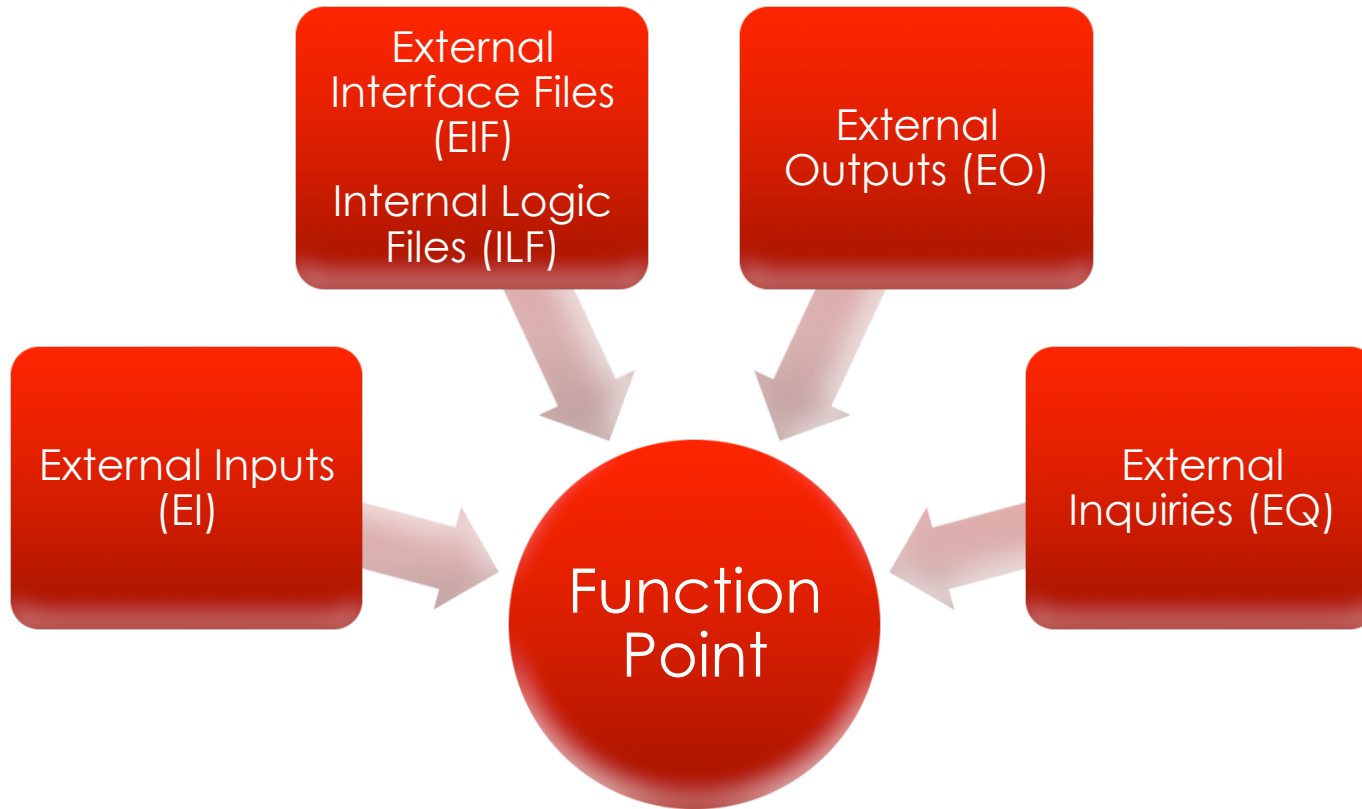 External
Interface Files
(EIF)
Internal Logic
Files (ILF)
External
Outputs (EO)
External Inputs
(EI)
External
Inquiries (EQ)
Function
Point